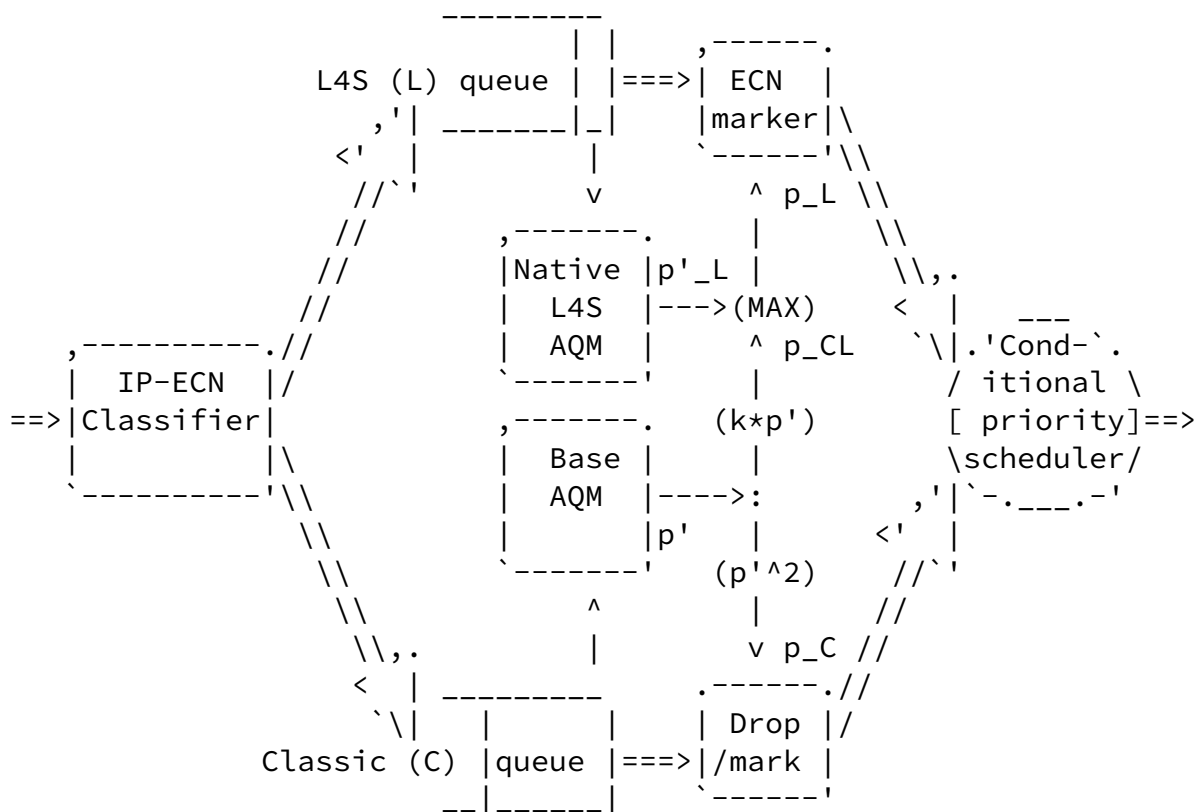 L4S (L) queue ===> ECN
marker
p_L
Native p'_L
L4S --->(MAX)
AQM p_CL
IP-ECN Cond-
itional
==> Classifier (k*p') [ priority]==>
Base scheduler
AQM ---->:
p'
(p'^2)
p_C
Drop
Classic (C) queue ===> /mark